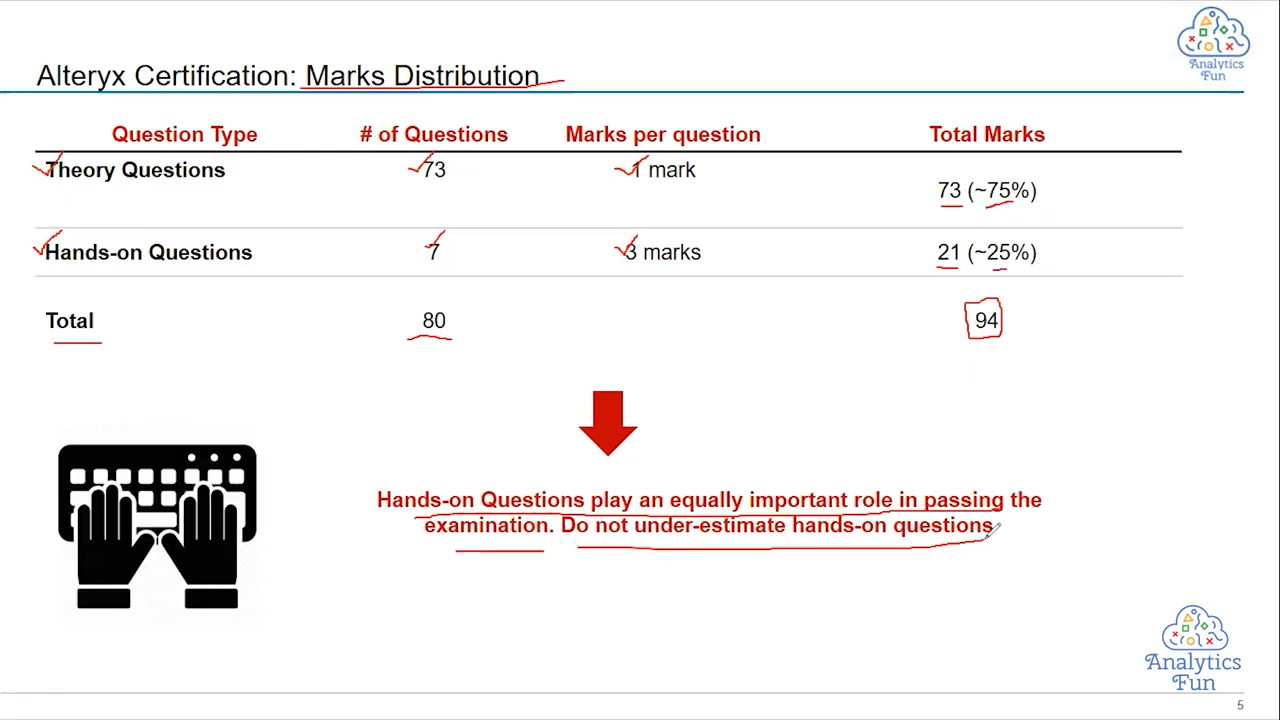 Analytics
Fun
Alteryx Certification: Marks Distribution
Question Type # of Questions Marks per question Total Marks
Theory Questions 73 1 mark 73 (~75%)
Hands-on Questions 7 3 marks 21 (~25%)
Total 80 94
Hands-on Questions play an equally important role in passing the
examination. Do not under-estimate hands-on questions
Analytics
Fun
5